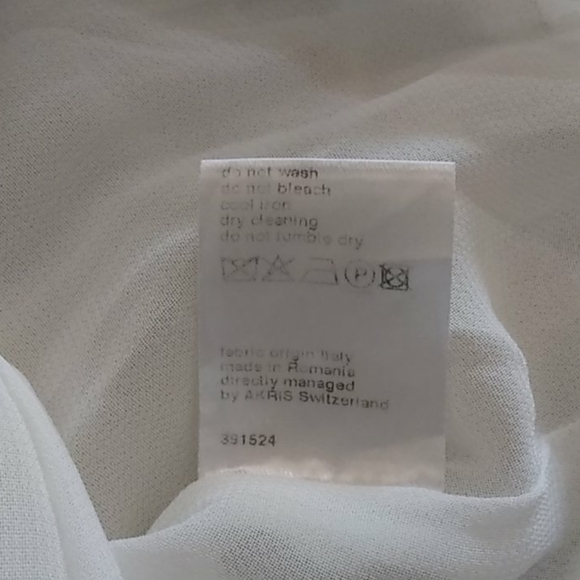 do not wash
do not bleach
cool iron
dry cleaning
do not tumble dry
P
fabric origin Italy
made in Romania
directly managed
by AKRIS Switzerland
391524